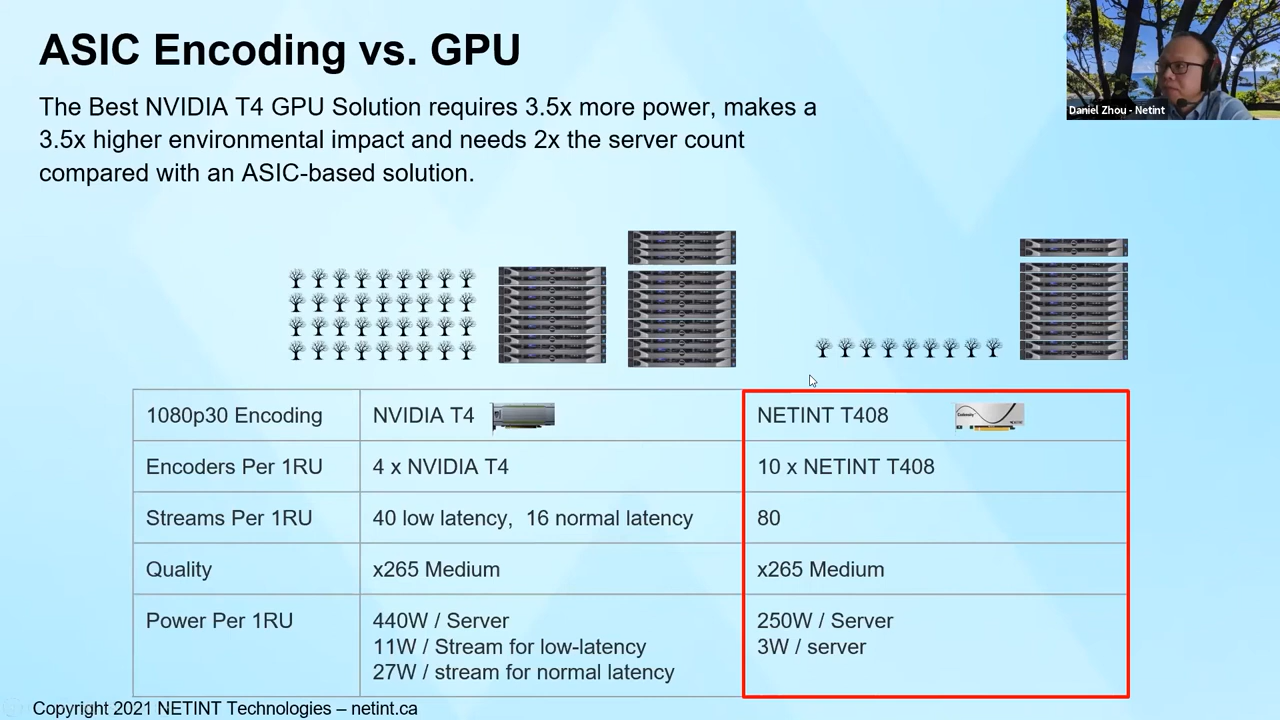 ASIC Encoding vs. GPU
The Best NVIDIA T4 GPU Solution requires 3.5x more power, makes a
3.5x higher environmental impact and needs 2x the server count
compared with an ASIC-based solution.
Daniel Zhou - Netint
1080p30 Encoding
NVIDIA T4
NETINT T408
Encoders Per 1RU
4 x NVIDIA T4
10 x NETINT T408
Streams Per 1RU
40 low latency, 16 normal latency
80
Quality
x265 Medium
x265 Medium
Power Per 1RU
440W / Server
11W / Stream for low-latency
27W / stream for normal latency
250W / Server
3W / server
Copyright 2021 NETINT Technologies – netint.ca